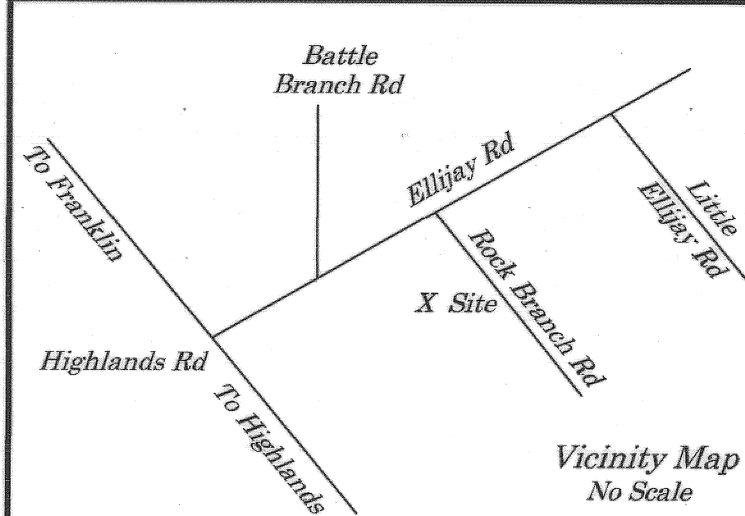 Battle
Branch Rd
To Franklin
Ellijay Rd
Little
Ellijay Rd
Rock Branch Rd
X Site
Highlands Rd
To Highlands
Vicinity Map
No Scale